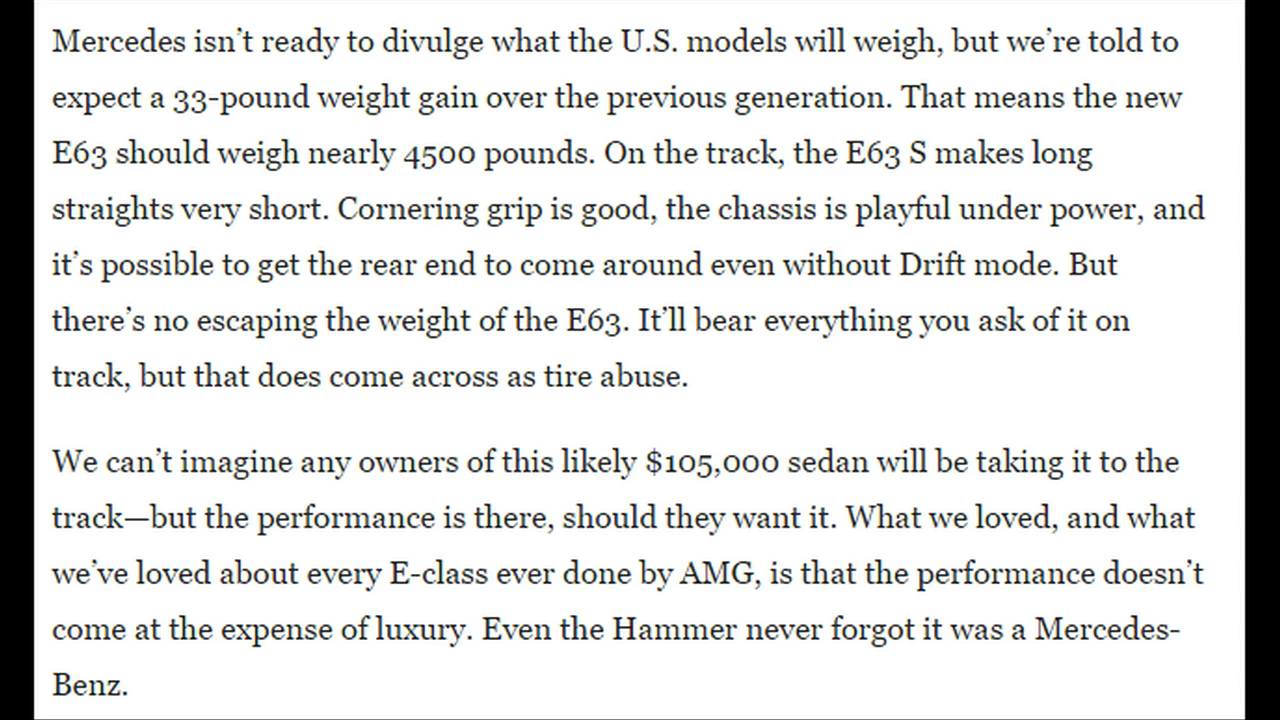 Mercedes isn’t ready to divulge what the U.S. models will weigh, but we’re told to
expect a 33-pound weight gain over the previous generation. That means the new
E63 should weigh nearly 4500 pounds. On the track, the E63 S makes long
straights very short. Cornering grip is good, the chassis is playful under power, and
it’s possible to get the rear end to come around even without Drift mode. But
there’s no escaping the weight of the E63. It’ll bear everything you ask of it on
track, but that does come across as tire abuse.
We can’t imagine any owners of this likely $105,000 sedan will be taking it to the
track—but the performance is there, should they want it. What we loved, and what
we’ve loved about every E-class ever done by AMG, is that the performance doesn’t
come at the expense of luxury. Even the Hammer never forgot it was a Mercedes-
Benz.